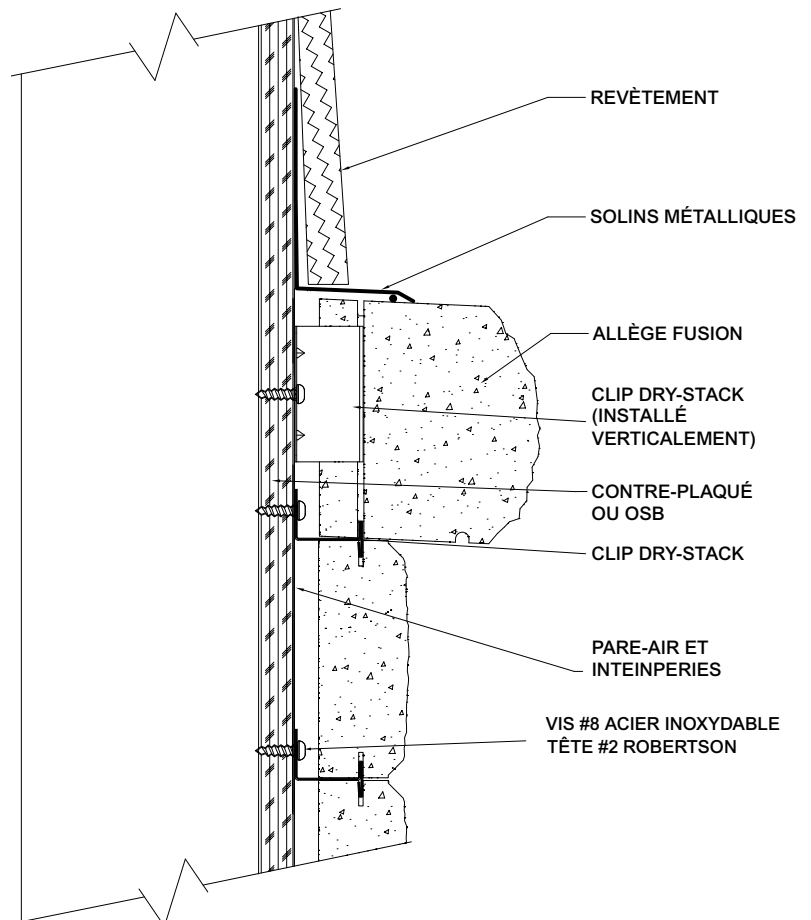 REVÈTEMENT
SOLINS MÉTALLIQUES
ALLÈGE FUSION
CLIP DRY-STACK
(INSTALLÉ
VERTICALEMENT)
CONTRE-PLAQUÉ
OU OSB
CLIP DRY-STACK
PARE-AIR ET
INTEINPERIES
VIS #8 ACIER INOXYDABLE
TÊTE #2 ROBERTSON